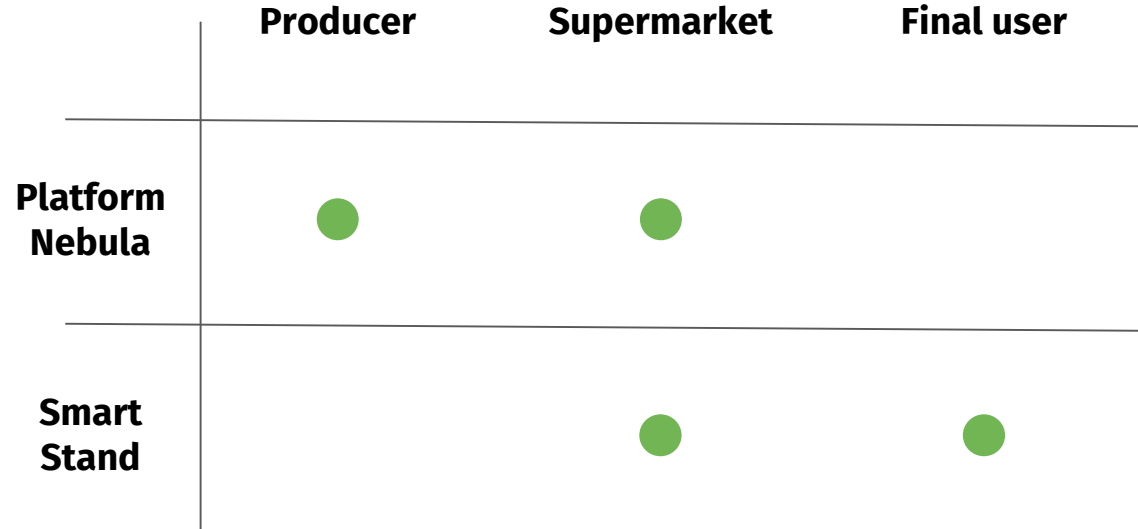 Producer Supermarket Final user
Platform
Nebula
Smart
Stand